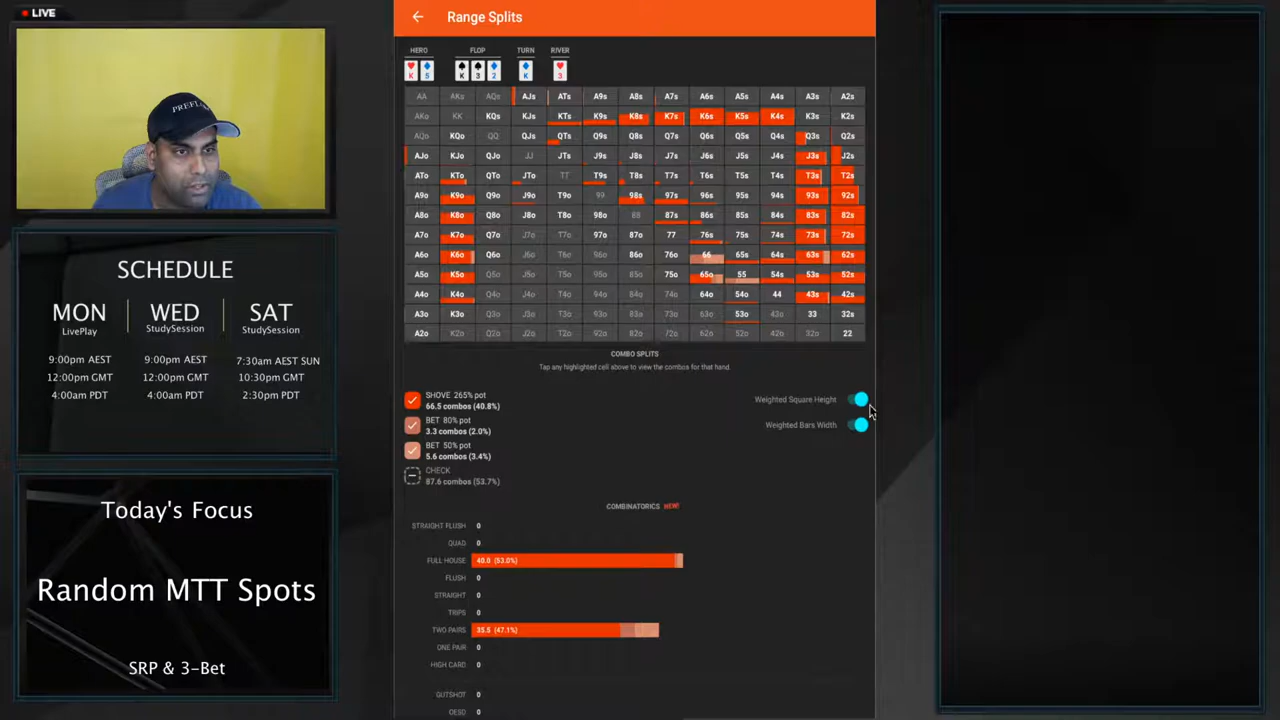 LIVE
PREFLOP
SCHEDULE
MON WED SAT
LivePlay StudySession StudySession
9:00pm AEST 9:00pm AEST 7:30am AEST SUN
12:00pm GMT 12:00pm GMT 10:30pm GMT
4:00am PDT 4:00am PDT 2:30pm PDT
Today's Focus
Random MTT Spots
SRP & 3-Bet
Range Splits
HERO FLOP TURN RIVER
K 5 K 3 2 K 3
AA AKs AQs AJs ATs A9s A8s A7s A6s A5s A4s A3s A2s
AKo KK KQs KJs KTs K9s K8s K7s K6s K5s K4s K3s K2s
AQo KQo QQ QJs QTs Q9s Q8s Q7s Q6s Q5s Q4s Q3s Q2s
AJo KJo QJo JJ JTs J9s J8s J7s J6s J5s J4s J3s J2s
ATo KTo QTo JTo TT T9s T8s T7s T6s T5s T4s T3s T2s
A9o K9o Q9o J9o T9o 99 98s 97s 96s 95s 94s 93s 92s
A8o K8o Q8o J8o T8o 98o 88 87s 86s 85s 84s 83s 82s
A7o K7o Q7o J7o T7o 97o 87o 77 76s 75s 74s 73s 72s
A6o K6o Q6o J6o T6o 96o 86o 76o 66 65s 64s 63s 62s
A5o K5o Q5o J5o T5o 95o 85o 75o 65o 55 54s 53s 52s
A4o K4o Q4o J4o T4o 94o 84o 74o 64o 54o 44 43s 42s
A3o K3o Q3o J3o T3o 93o 83o 73o 63o 53o 43o 33 32s
A2o K2o Q2o J2o T2o 92o 82o 72o 62o 52o 42o 32o 22
COMBO SPLITS
Tap any highlighted cell above to view the combos for that hand.
SHOVE 265% pot
66.5 combos (40.8%)
BET 80% pot
3.3 combos (2.0%)
BET 50% pot
5.6 combos (3.4%)
CHECK
87.6 combos (53.7%)
Weighted Square Height
Weighted Bars Width
COMBINATORICS NEW!
STRAIGHT FLUSH 0
QUAD 0
FULL HOUSE 40.0 (53.0%)
FLUSH 0
STRAIGHT 0
TRIPS 0
TWO PAIRS 35.5 (47.1%)
ONE PAIR 0
HIGH CARD 0
GUTSHOT 0
OESD 0